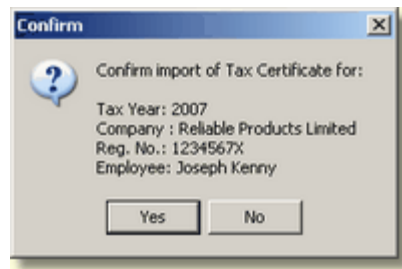 Confirm
Confirm import of Tax Certificate for:
Tax Year: 2007
Company : Reliable Products Limited
Reg. No.: 1234567X
Employee: Joseph Kenny
Yes
No